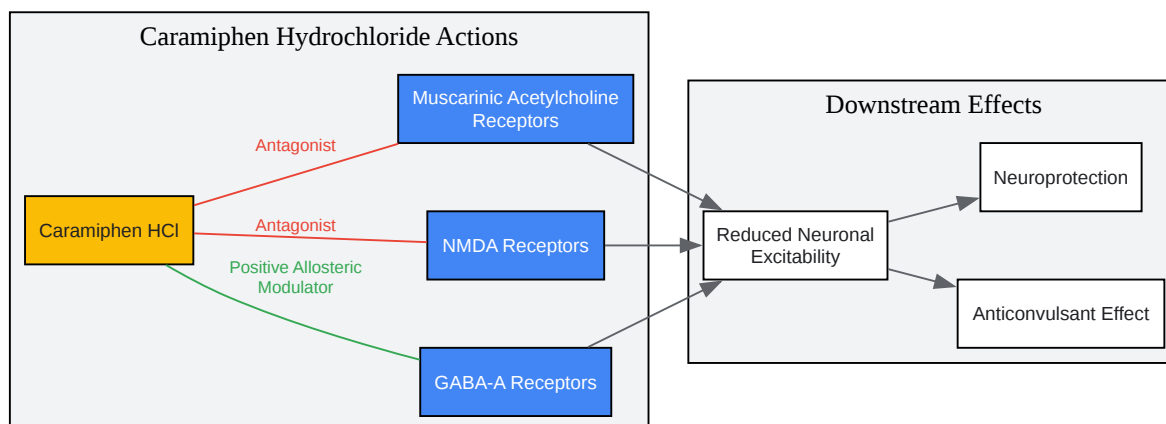 Caramiphen Hydrochloride Actions
Muscarinic Acetylcholine
Receptors
Antagonist
Caramiphen HCl
Antagonist
NMDA Receptors
Positive Allosteric
Modulator
GABA-A Receptors
Downstream Effects
Neuroprotection
Reduced Neuronal
Excitability
Anticonvulsant Effect